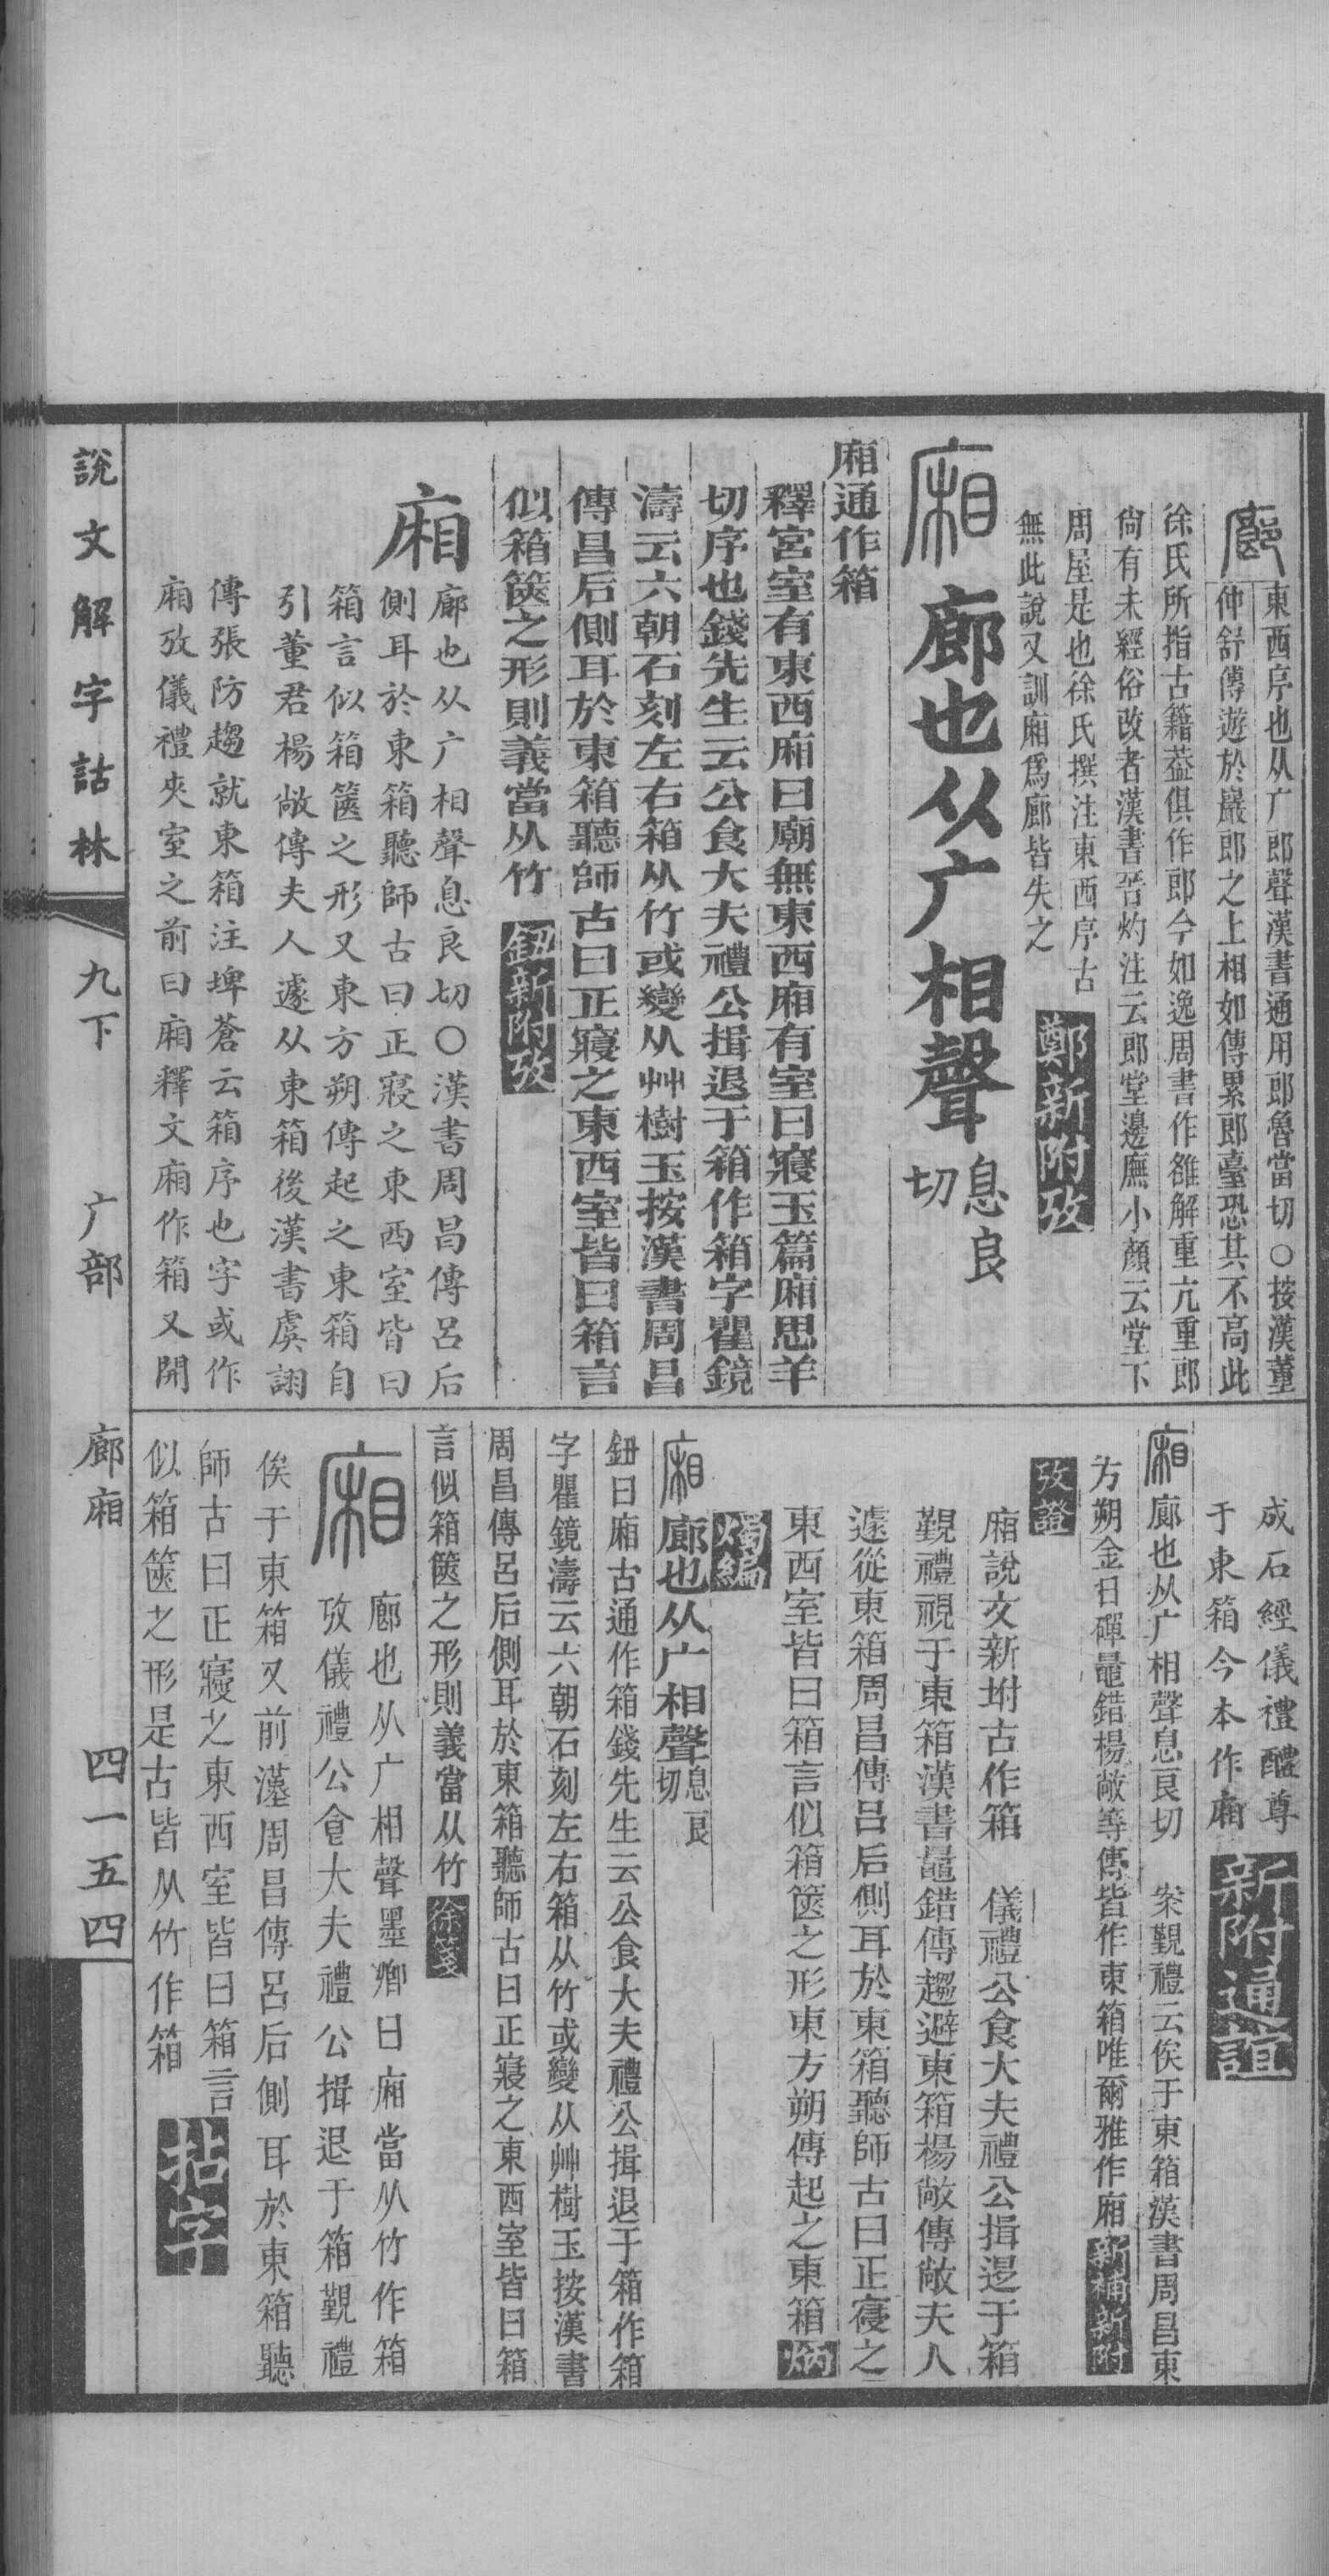 廊
東西序也从广郎聲漢書通用郎魯當切○按漢董
仲舒傳遊於巖郎之上相如傳累郎臺恐其不高此
徐氏所指古籍葢俱作郎今如逸周書作雒解重亢重郎
尙有未經俗改者漢書晉灼注云郎堂邊廡小顏云堂下
周屋是也徐氏撰注東西序古
無此說又訓廂爲廊皆失之
鄭新附攷
廂
廊也从广相聲
息良
切
廂通作箱
釋宮室有東西廂曰廟無東西廂有室曰寢玉篇廂思羊
切序也錢先生云公食大夫禮公揖退于箱作箱字瞿鏡
濤云六朝石刻左右箱从竹或變从艸樹玉按漢書周昌
傳呂后側耳於東箱聽師古曰正寢之東西室皆曰箱言
似箱篋之形則義當从竹
鈕新附攷
廂
廊也从广相聲息良切○漢書周昌傳呂后
側耳於東箱聽師古曰正寢之東西室皆曰
箱言似箱篋之形又東方朔傳起之東箱自
引董君楊敞傳夫人遽从東箱後漢書虞詡
傳張防趨就東箱注埤蒼云箱序也字或作
廂攷儀禮夾室之前曰廂釋文廂作箱又開
成石經儀禮醴尊
于東箱今本作廂
新附通誼
廂
廊也从广相聲息良切
案覲禮云俟于東箱漢書周昌東
方朔金日磾鼂錯楊敞等傳皆作東箱唯爾雅作廂
新補新附
攷證
廂說文新坿古作箱
儀禮公食大夫禮公揖退于箱
覲禮視于東箱漢書鼂錯傳趨避東箱楊敞傳敞夫人
遽從東箱周昌傳呂后側耳於東箱聽師古曰正寢之
東西室皆曰箱言似箱篋之形東方朔傳起之東箱
炳
燭編
廂
廊也从广相聲
息良
切
鈕曰廂古通作箱錢先生云公食大夫禮公揖退于箱作箱
字瞿鏡濤云六朝石刻左右箱从竹或變从艸樹玉按漢書
周昌傳呂后側耳於東箱聽師古曰正寢之東西室皆曰箱
言似箱篋之形則義當从竹
徐箋
廂
廊也从广相聲墨卿曰廂當从竹作箱
攷儀禮公食大夫禮公揖退于箱覲禮
俟于東箱又前漢周昌傳呂后側耳於東箱聽
師古曰正寢之東西室皆曰箱言
似箱篋之形是古皆从竹作箱
拈字
說文解字詁林
九下
广部
廊廂
四一五四